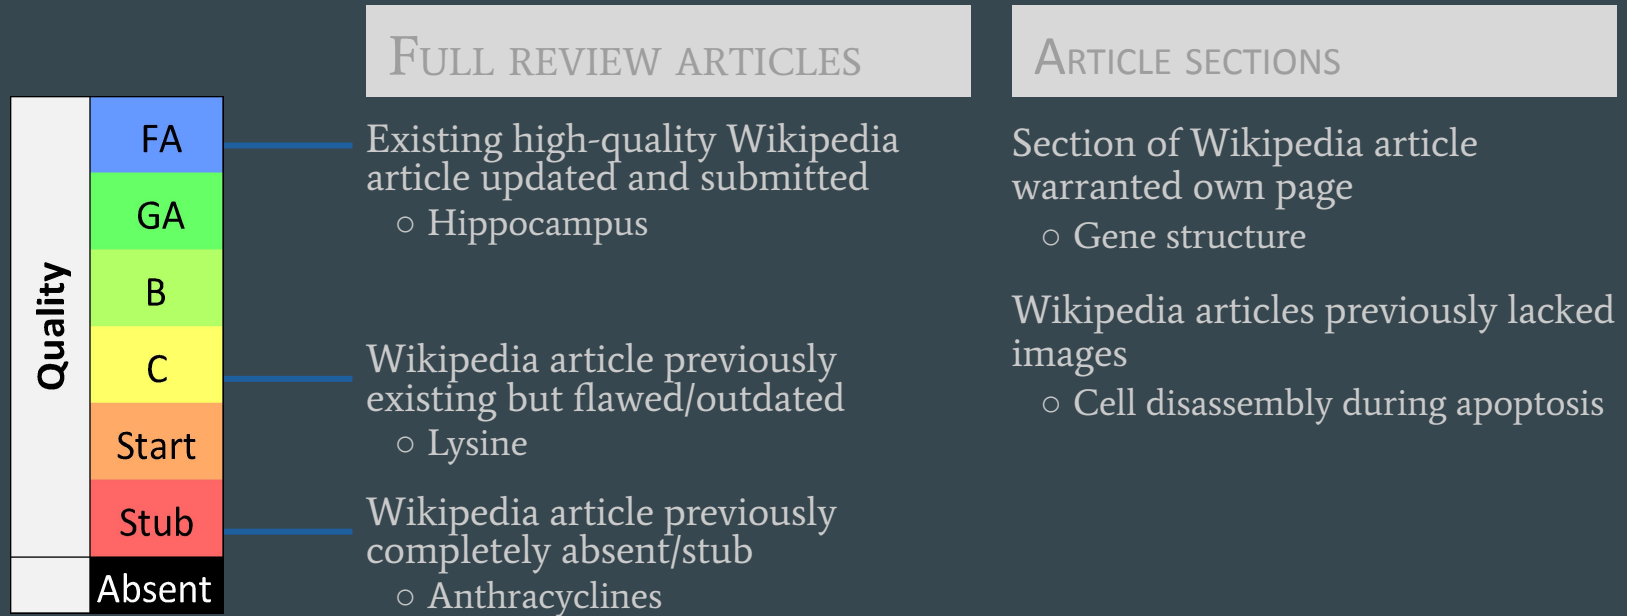 Quality
FA
GA
B
C
Start
Stub
Absent
Full review articles
Existing high-quality Wikipedia
article updated and submitted
○ Hippocampus
Wikipedia article previously
existing but flawed/outdated
○ Lysine
Wikipedia article previously
completely absent/stub
○ Anthracyclines
Article sections
Section of Wikipedia article
warranted own page
○ Gene structure
Wikipedia articles previously lacked
images
○ Cell disassembly during apoptosis